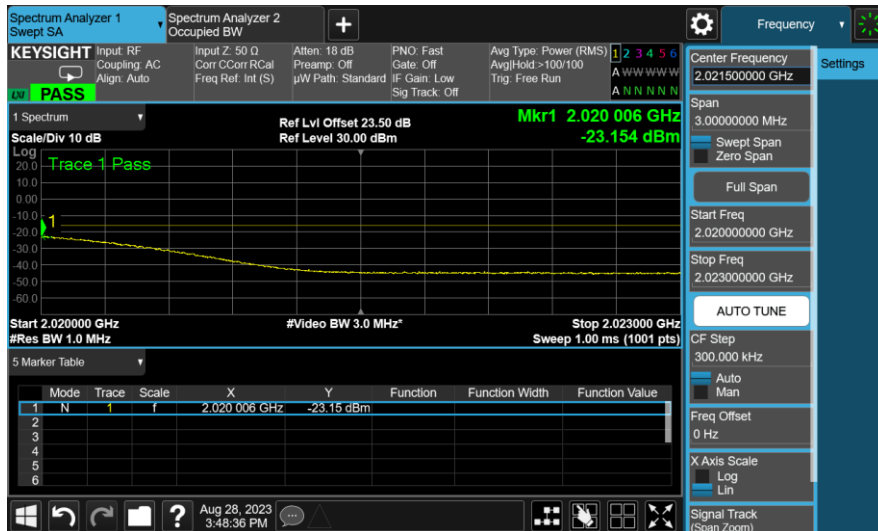 Spectrum Analyzer 1
Swept SA
Spectrum Analyzer 2
Occupied BW
+
Frequency
KEYSIGHT
Input: RF
Coupling: AC
Align: Auto
Input Z: 50 Ω
Corr CCorr RCal
Freq Ref: Int (S)
Atten: 18 dB
Preamp: Off
µW Path: Standard
PNO: Fast
Gate: Off
IF Gain: Low
Sig Track: Off
Avg Type: Power (RMS)
Avg|Hold:>100/100
Trig: Free Run
1 2 3 4 5 6
A W W W W W
A N N N N N
LXI PASS
1 Spectrum
Scale/Div 10 dB
Ref Lvl Offset 23.50 dB
Ref Level 30.00 dBm
Mkr1 2.020 006 GHz
-23.154 dBm
Log
Trace 1 Pass
20.0
10.0
0.00
-10.0
1
-20.0
-30.0
-40.0
-50.0
-60.0
Start 2.020000 GHz
#Res BW 1.0 MHz
#Video BW 3.0 MHz*
Stop 2.023000 GHz
Sweep 1.00 ms (1001 pts)
5 Marker Table
Mode Trace Scale X Y Function Function Width Function Value
1 N 1 f 2.020 006 GHz -23.15 dBm
2
3
4
5
6
?
Aug 28, 2023
3:48:36 PM
Center Frequency
2.021500000 GHz
Settings
Span
3.00000000 MHz
Swept Span
Zero Span
Full Span
Start Freq
2.020000000 GHz
Stop Freq
2.023000000 GHz
AUTO TUNE
CF Step
300.000 kHz
Auto
Man
Freq Offset
0 Hz
X Axis Scale
Log
Lin
Signal Track
(Span Zoom)